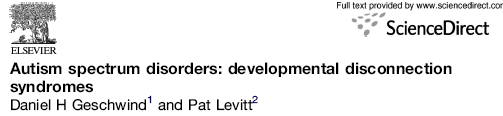 Full text provided by www.sciencedirect.com
ScienceDirect
ELSEVIER
Autism spectrum disorders: developmental disconnection
syndromes
Daniel H Geschwind1 and Pat Levitt2